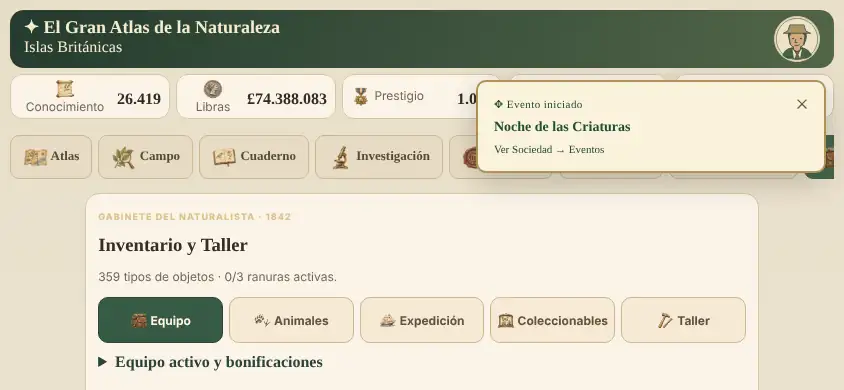 ✦ El Gran Atlas de la Naturaleza
Islas Británicas
Conocimiento 26.419
Libras £74.388.083
Prestigio 1.0
✥ Evento iniciado
Noche de las Criaturas
Ver Sociedad → Eventos
Atlas Campo Cuaderno Investigación
GABINETE DEL NATURALISTA · 1842
Inventario y Taller
359 tipos de objetos · 0/3 ranuras activas.
Equipo Animales Expedición Coleccionables Taller
▶ Equipo activo y bonificaciones